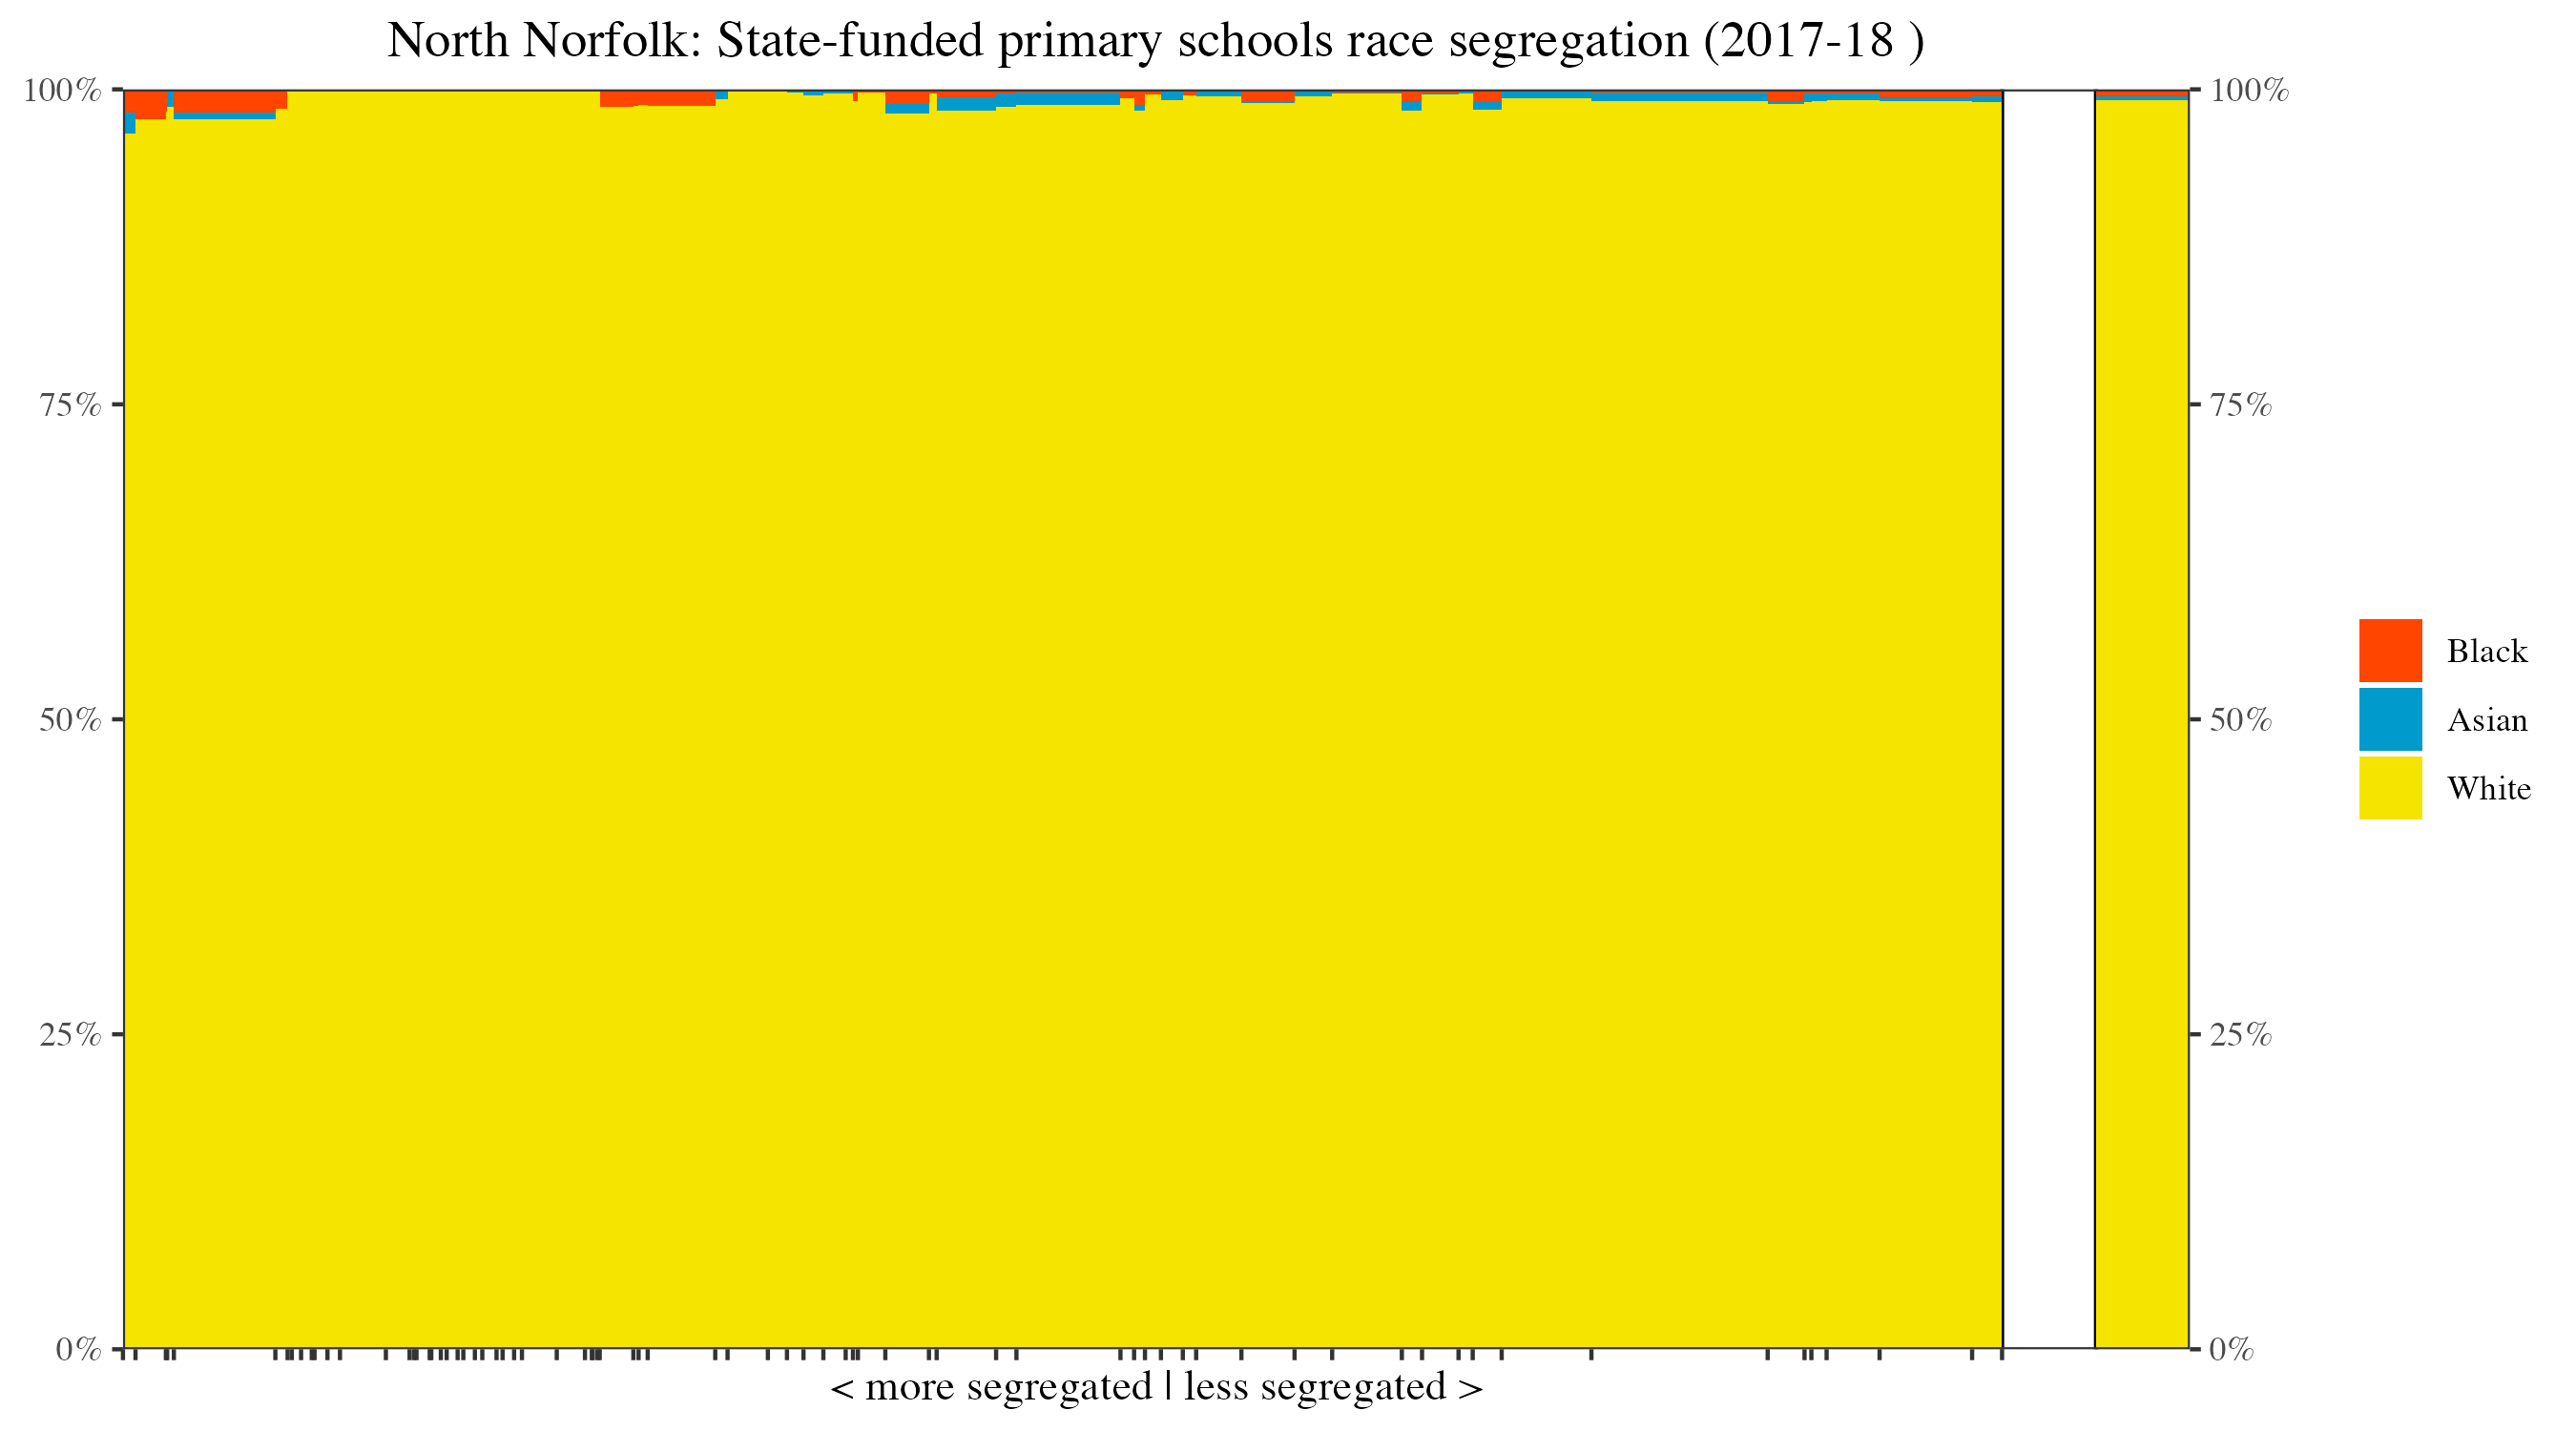 North Norfolk: State-funded primary schools race segregation (2017-18 )
100%
75%
50%
25%
0%
100%
75%
50%
25%
0%
Black
Asian
White
< more segregated | less segregated >